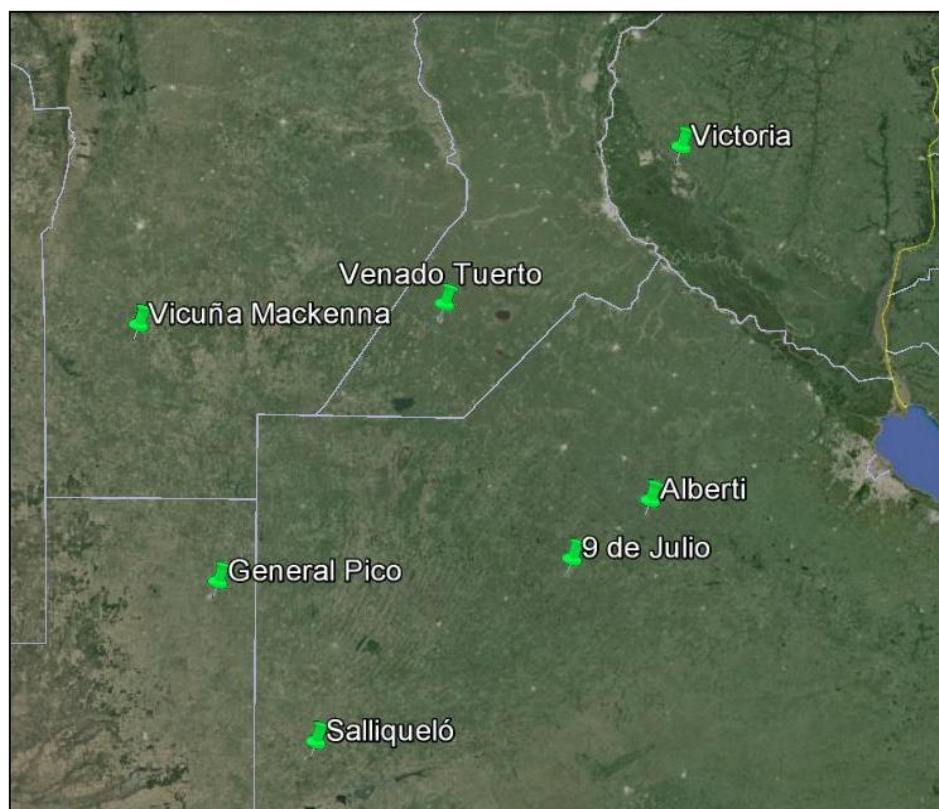 Victoria
Venado Tuerto
Vicuña Mackenna
Alberti
9 de Julio
General Pico
Salliqueló